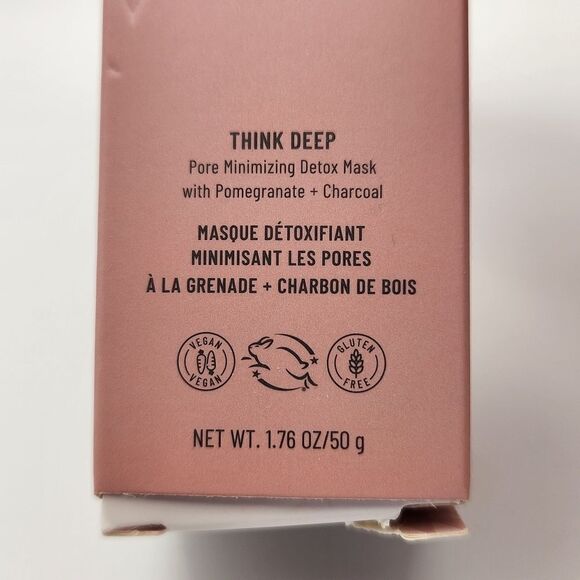 THINK DEEP
Pore Minimizing Detox Mask
with Pomegranate + Charcoal
MASQUE DÉTOXIFIANT
MINIMISANT LES PORES
À LA GRENADE + CHARBON DE BOIS
VEGAN
VEGAN
GLUTEN
FREE
NET WT. 1.76 OZ/50 g